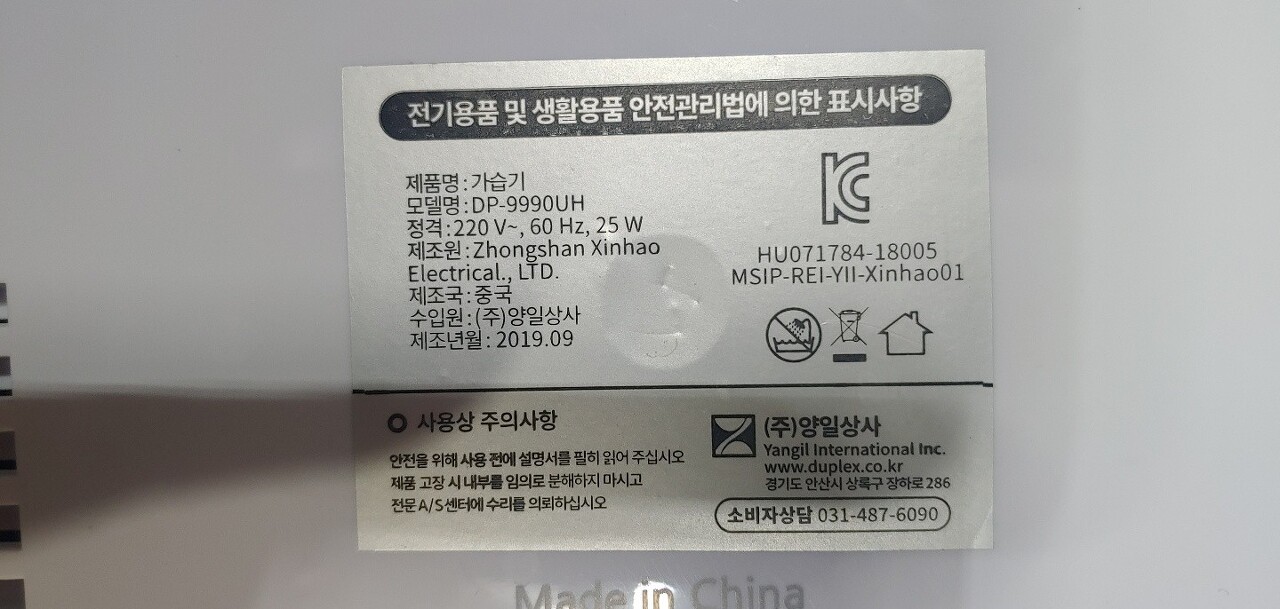 전기용품 및 생활용품 안전관리법에 의한 표시사항
제품명 : 가습기
모델명 : DP-9990UH
정격 : 220 V~, 60 Hz, 25 W
제조원 : Zhongshan Xinhao
Electrical., LTD.
제조국 : 중국
수입원 : (주)양일상사
제조년월 : 2019.09
KC
HU071784-18005
MSIP-REI-YII-Xinhao01
사용상 주의사항
안전을 위해 사용 전에 설명서를 필히 읽어 주십시오
제품 고장 시 내부를 임의로 분해하지 마시고
전문 A/S센터에 수리를 의뢰하십시오
(주)양일상사
Yangil International Inc.
www.duplex.co.kr
경기도 안산시 상록구 장하로 286
소비자상담 031-487-6090
Made in China